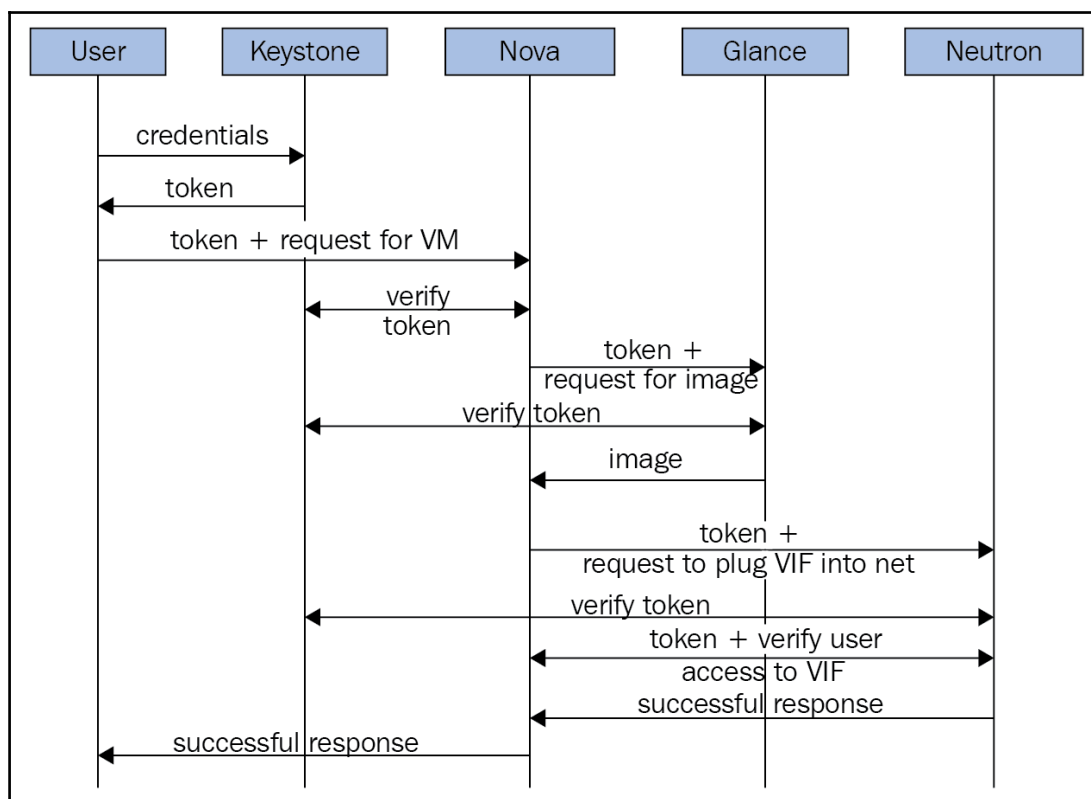 User Keystone Nova Glance Neutron
credentials
token
token + request for VM
verify
token
token +
request for image
verify token
image
token +
request to plug VIF into net
verify token
token + verify user
access to VIF
successful response
successful response